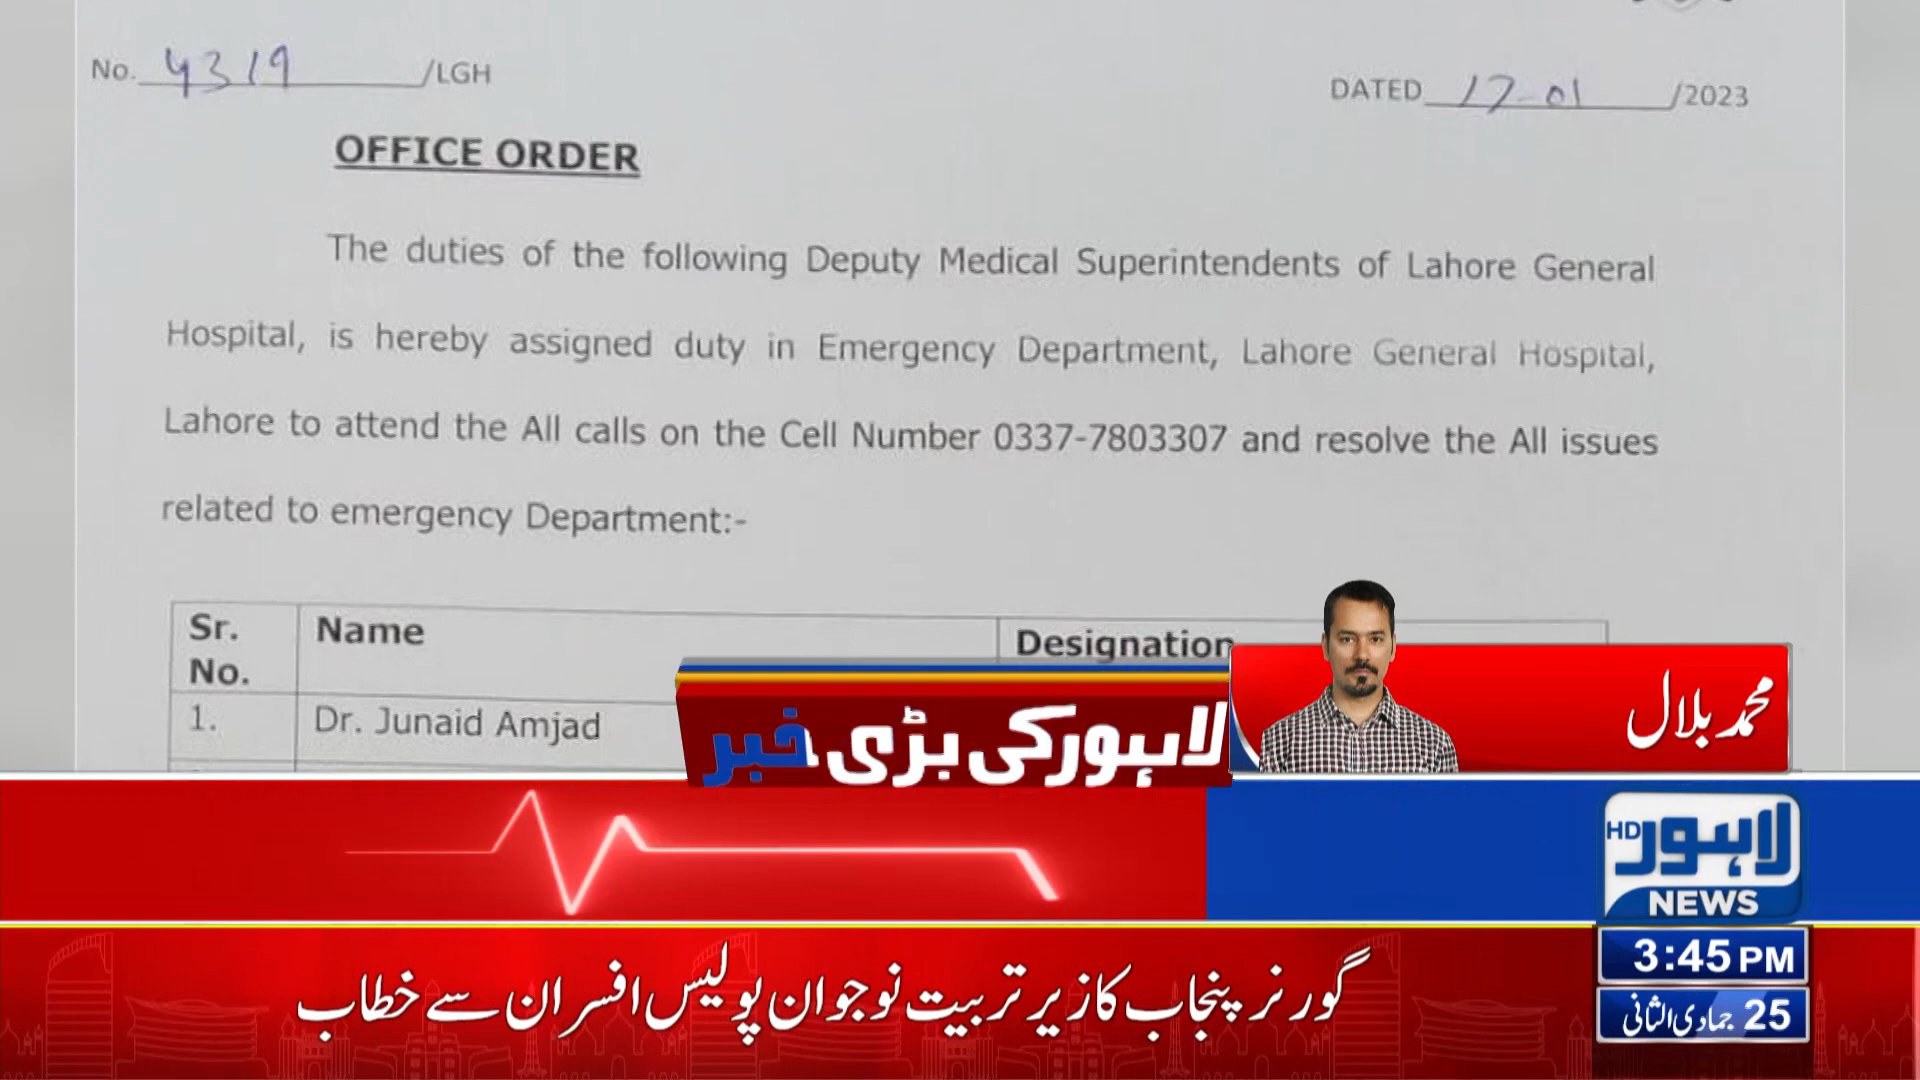 No. 4319 /LGH
DATED 17-01 /2023
OFFICE ORDER
The duties of the following Deputy Medical Superintendents of Lahore General
Hospital, is hereby assigned duty in Emergency Department, Lahore General Hospital,
Lahore to attend the All calls on the Cell Number 0337-7803307 and resolve the All issues
related to emergency Department:-
Sr. No.
Name
Designation
1.
Dr. Junaid Amjad
محمد بلال
لاہور کی بڑی خبر
لاہور HD
NEWS
3:45 PM
25 جمادی الثانی
گورنر پنجاب کا زیر تربیت نوجوان پولیس افسران سے خطاب